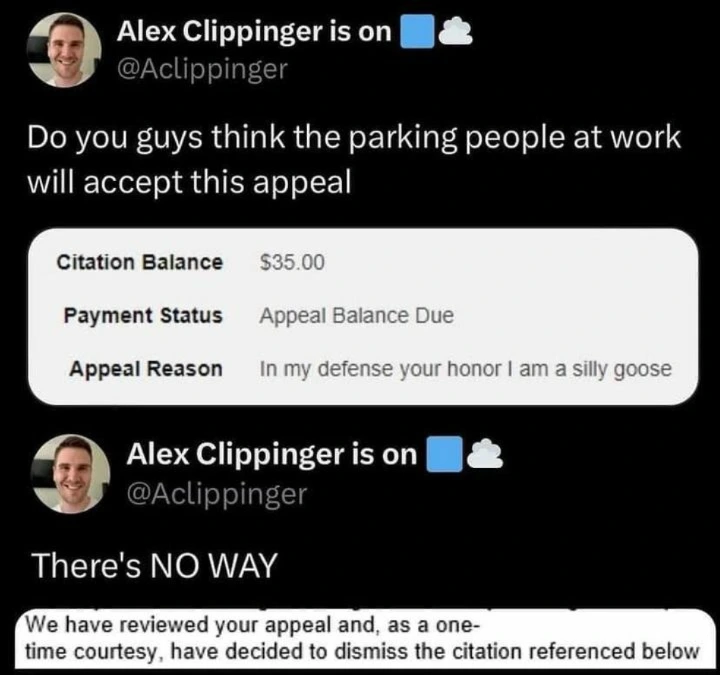 Alex Clippinger is on 🟦☁️
@Aclippinger
Do you guys think the parking people at work
will accept this appeal
Citation Balance $35.00
Payment Status Appeal Balance Due
Appeal Reason In my defense your honor I am a silly goose
Alex Clippinger is on 🟦☁️
@Aclippinger
There's NO WAY
We have reviewed your appeal and, as a one-
time courtesy, have decided to dismiss the citation referenced below